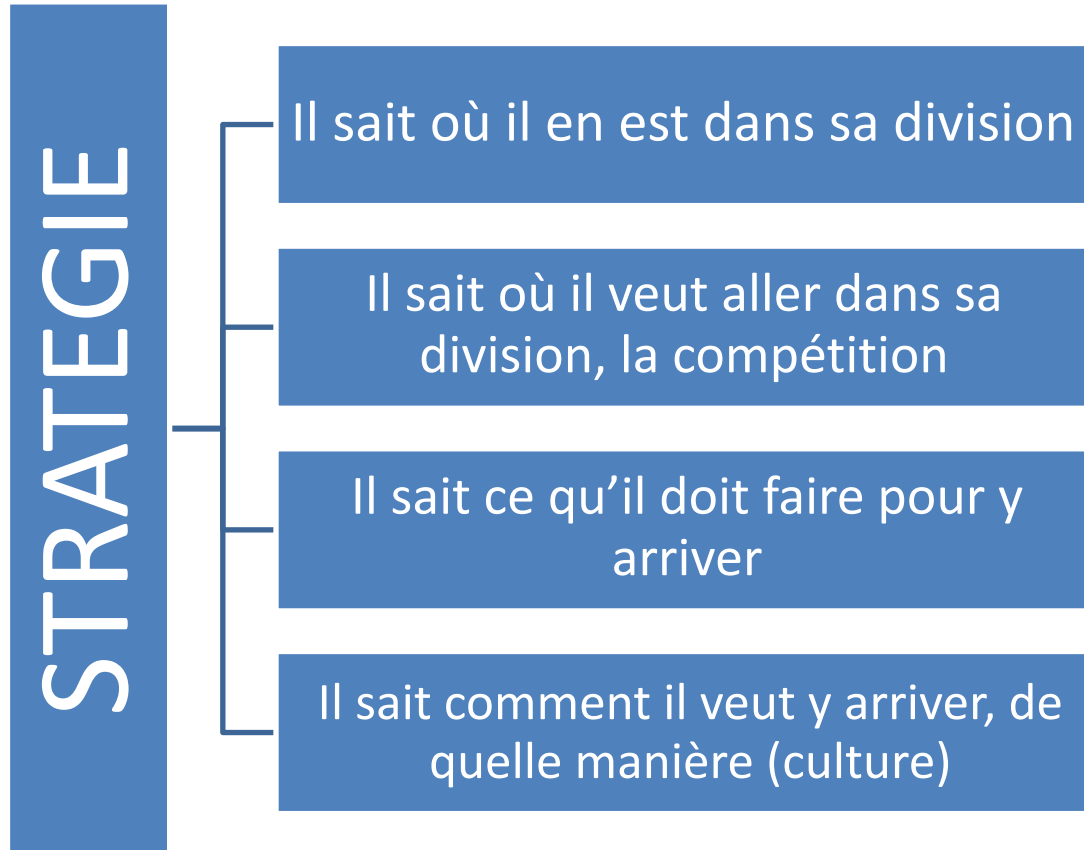 STRATEGIE
Il sait où il en est dans sa division
Il sait où il veut aller dans sa
division, la compétition
Il sait ce qu’il doit faire pour y
arriver
Il sait comment il veut y arriver, de
quelle manière (culture)